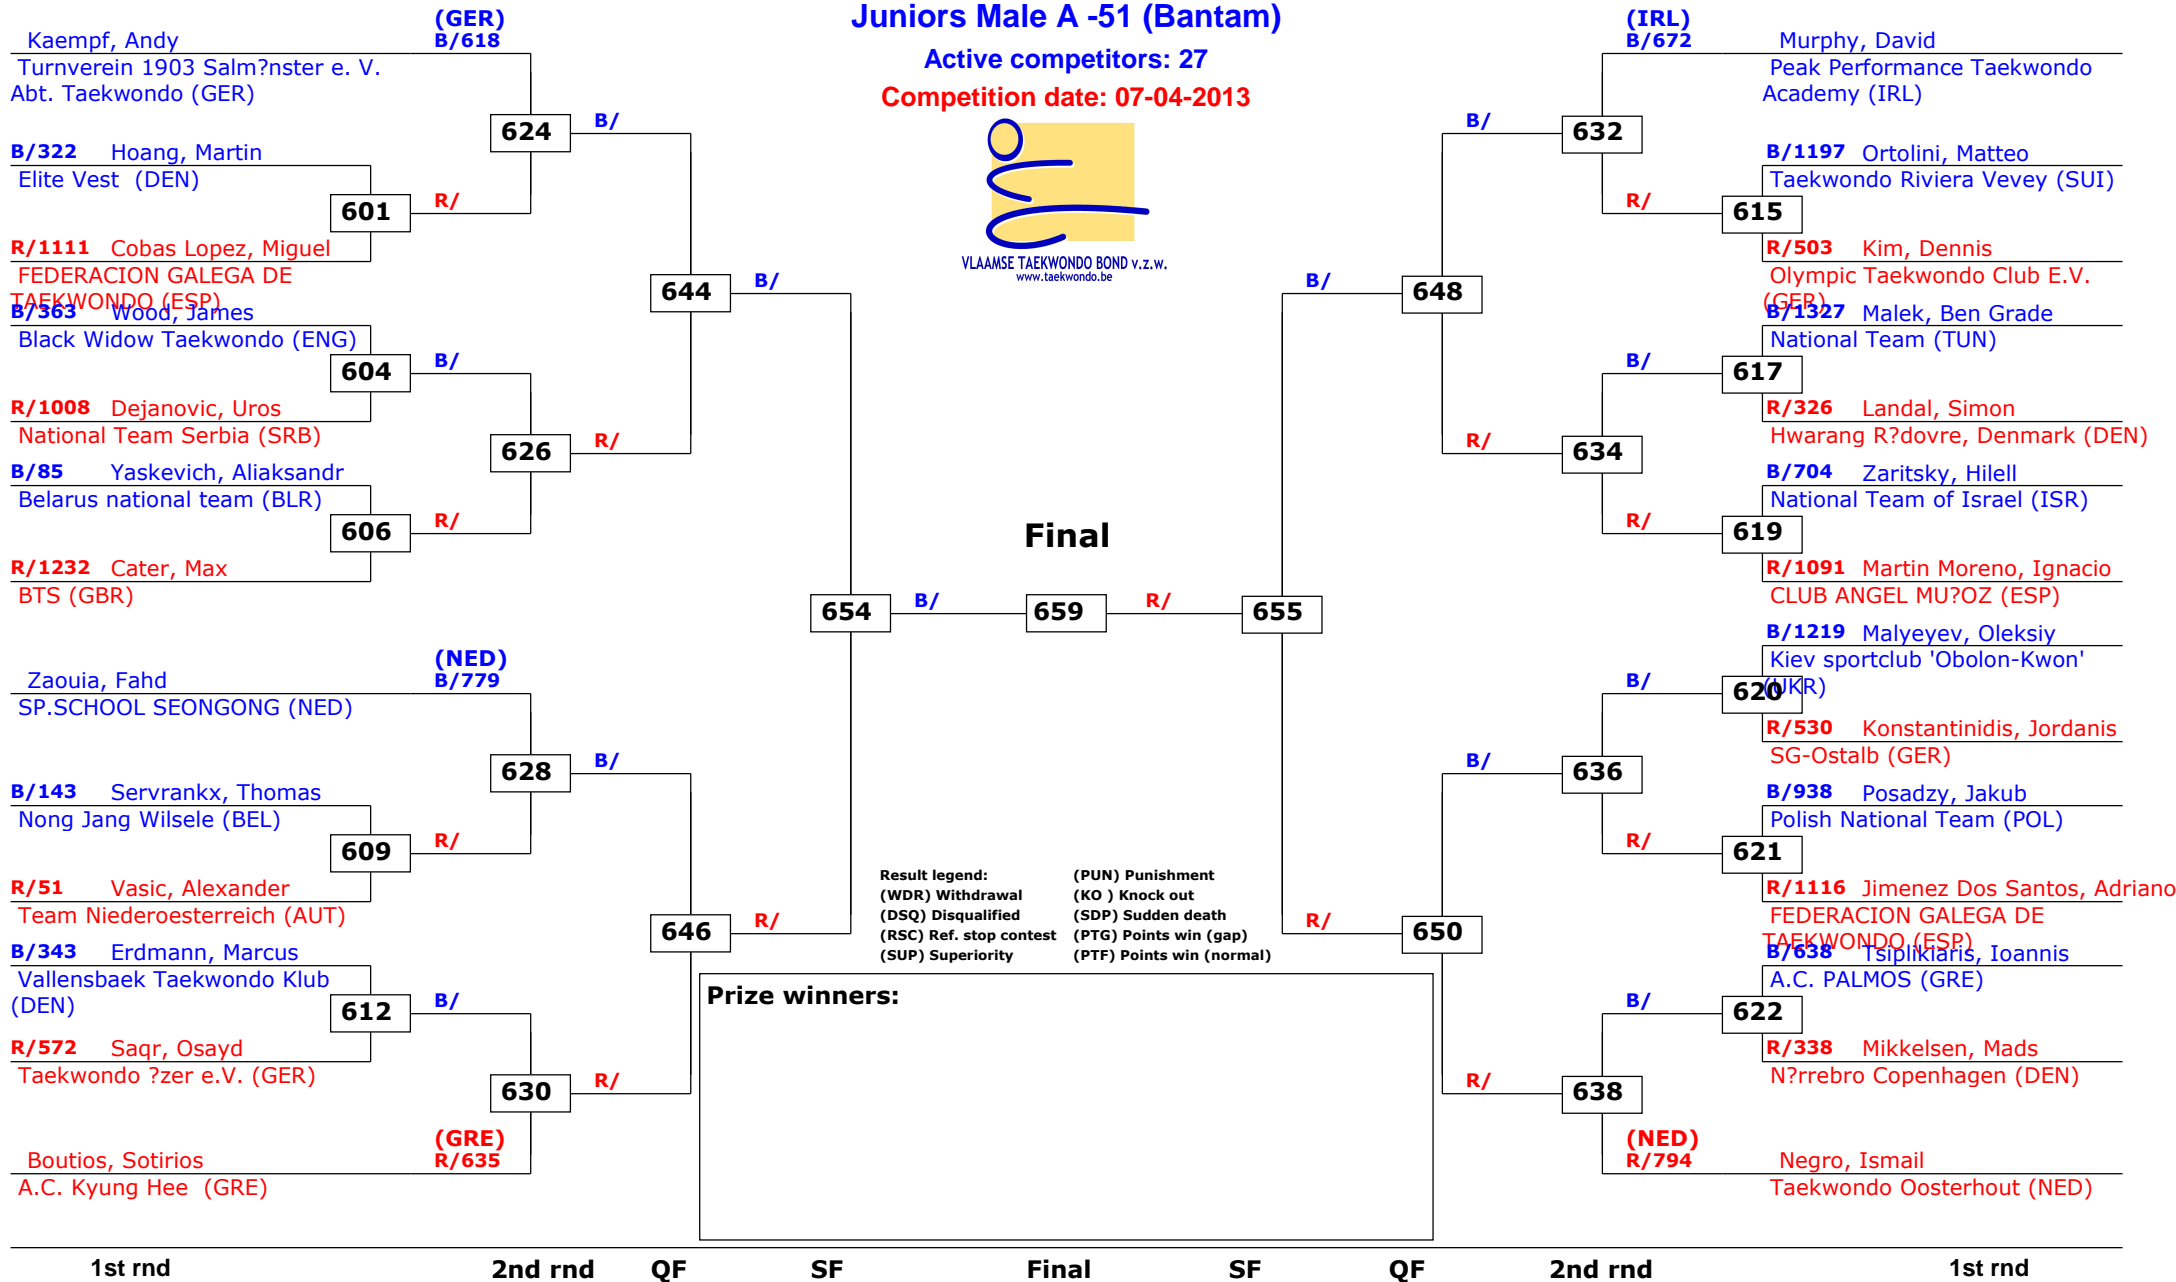 Juniors Male A -51 (Bantam)
Active competitors: 27
Competition date: 07-04-2013
VLAAMSE TAEKWONDO BOND v.z.w.
www.taekwondo.be
(GER)
Kaempf, Andy B/618
Turnverein 1903 Salm?nster e. V.
Abt. Taekwondo (GER)
624 B/
B/322 Hoang, Martin
Elite Vest (DEN)
601 R/
R/1111 Cobas Lopez, Miguel
FEDERACION GALEGA DE
TAEKWONDO (ESP)
644 B/
B/363 Wood, James
Black Widow Taekwondo (ENG)
604 B/
R/1008 Dejanovic, Uros
National Team Serbia (SRB)
626 R/
B/85 Yaskevich, Aliaksandr
Belarus national team (BLR)
606 R/
R/1232 Cater, Max
BTS (GBR)
654 B/
(NED)
Zaouia, Fahd B/779
SP.SCHOOL SEONGONG (NED)
628 B/
B/143 Servrankx, Thomas
Nong Jang Wilsele (BEL)
609 R/
R/51 Vasic, Alexander
Team Niederoesterreich (AUT)
646 R/
B/343 Erdmann, Marcus
Vallensbaek Taekwondo Klub
(DEN)
612 B/
R/572 Saqr, Osayd
Taekwondo ?zer e.V. (GER)
630 R/
(GRE)
Boutios, Sotirios R/635
A.C. Kyung Hee (GRE)
Final
659
(IRL)
B/672 Murphy, David
Peak Performance Taekwondo
Academy (IRL)
B/ 632
B/1197 Ortolini, Matteo
Taekwondo Riviera Vevey (SUI)
R/ 615
R/503 Kim, Dennis
Olympic Taekwondo Club E.V.
(GER)
B/ 648
B/1327 Malek, Ben Grade
National Team (TUN)
B/ 617
R/326 Landal, Simon
Hwarang R?dovre, Denmark (DEN)
R/ 634
B/704 Zaritsky, Hilell
National Team of Israel (ISR)
R/ 619
R/1091 Martin Moreno, Ignacio
CLUB ANGEL MU?OZ (ESP)
R/ 655
B/1219 Malyeyev, Oleksiy
Kiev sportclub 'Obolon-Kwon'
(UKR)
B/ 620
R/530 Konstantinidis, Jordanis
SG-Ostalb (GER)
B/ 636
B/938 Posadzy, Jakub
Polish National Team (POL)
R/ 621
R/1116 Jimenez Dos Santos, Adriano
FEDERACION GALEGA DE
TAEKWONDO (ESP)
R/ 650
B/638 Tsiplikiaris, Ioannis
A.C. PALMOS (GRE)
B/ 622
R/338 Mikkelsen, Mads
N?rrebro Copenhagen (DEN)
R/ 638
(NED)
R/794 Negro, Ismail
Taekwondo Oosterhout (NED)
Result legend: (PUN) Punishment
(WDR) Withdrawal (KO ) Knock out
(DSQ) Disqualified (SDP) Sudden death
(RSC) Ref. stop contest (PTG) Points win (gap)
(SUP) Superiority (PTF) Points win (normal)
Prize winners:
1st rnd 2nd rnd QF SF Final SF QF 2nd rnd 1st rnd